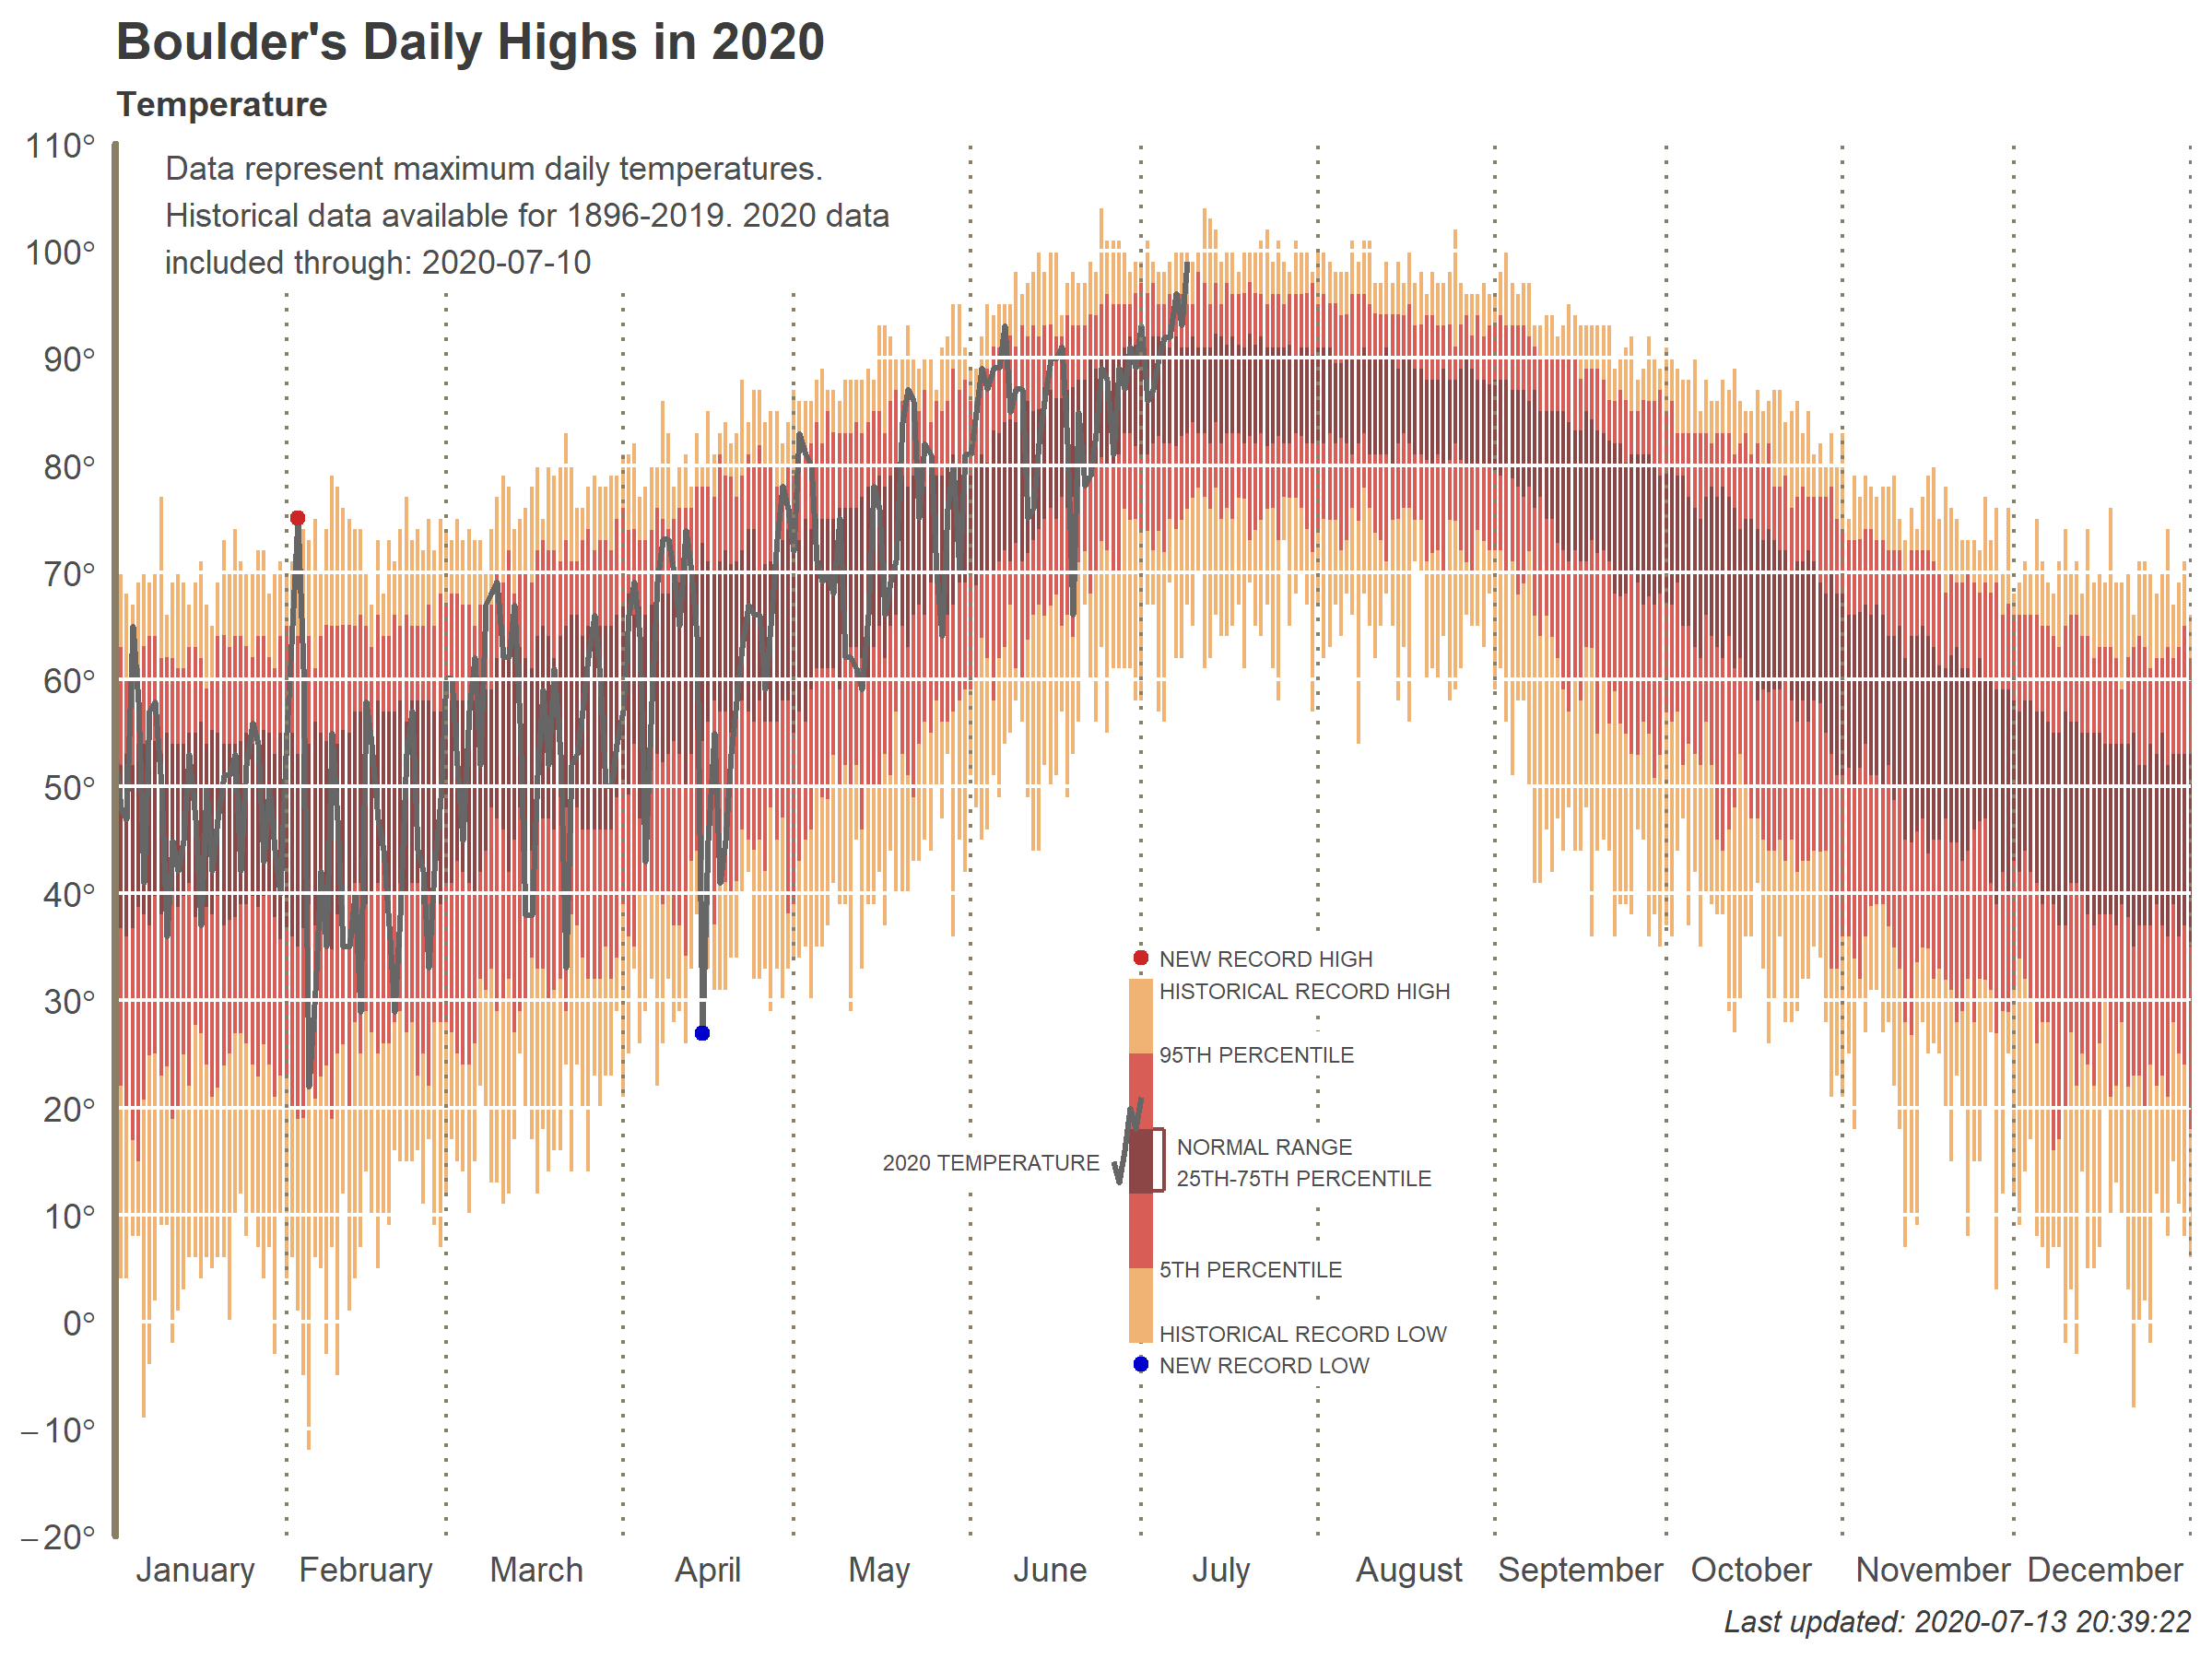 Boulder's Daily Highs in 2020
Temperature
110°
100°
90°
80°
70°
60°
50°
40°
30°
20°
10°
0°
−10°
−20°
Data represent maximum daily temperatures.
Historical data available for 1896-2019. 2020 data
included through: 2020-07-10
NEW RECORD HIGH
HISTORICAL RECORD HIGH
95TH PERCENTILE
2020 TEMPERATURE
NORMAL RANGE
25TH-75TH PERCENTILE
5TH PERCENTILE
HISTORICAL RECORD LOW
NEW RECORD LOW
January February March April May June July August September October November December
Last updated: 2020-07-13 20:39:22